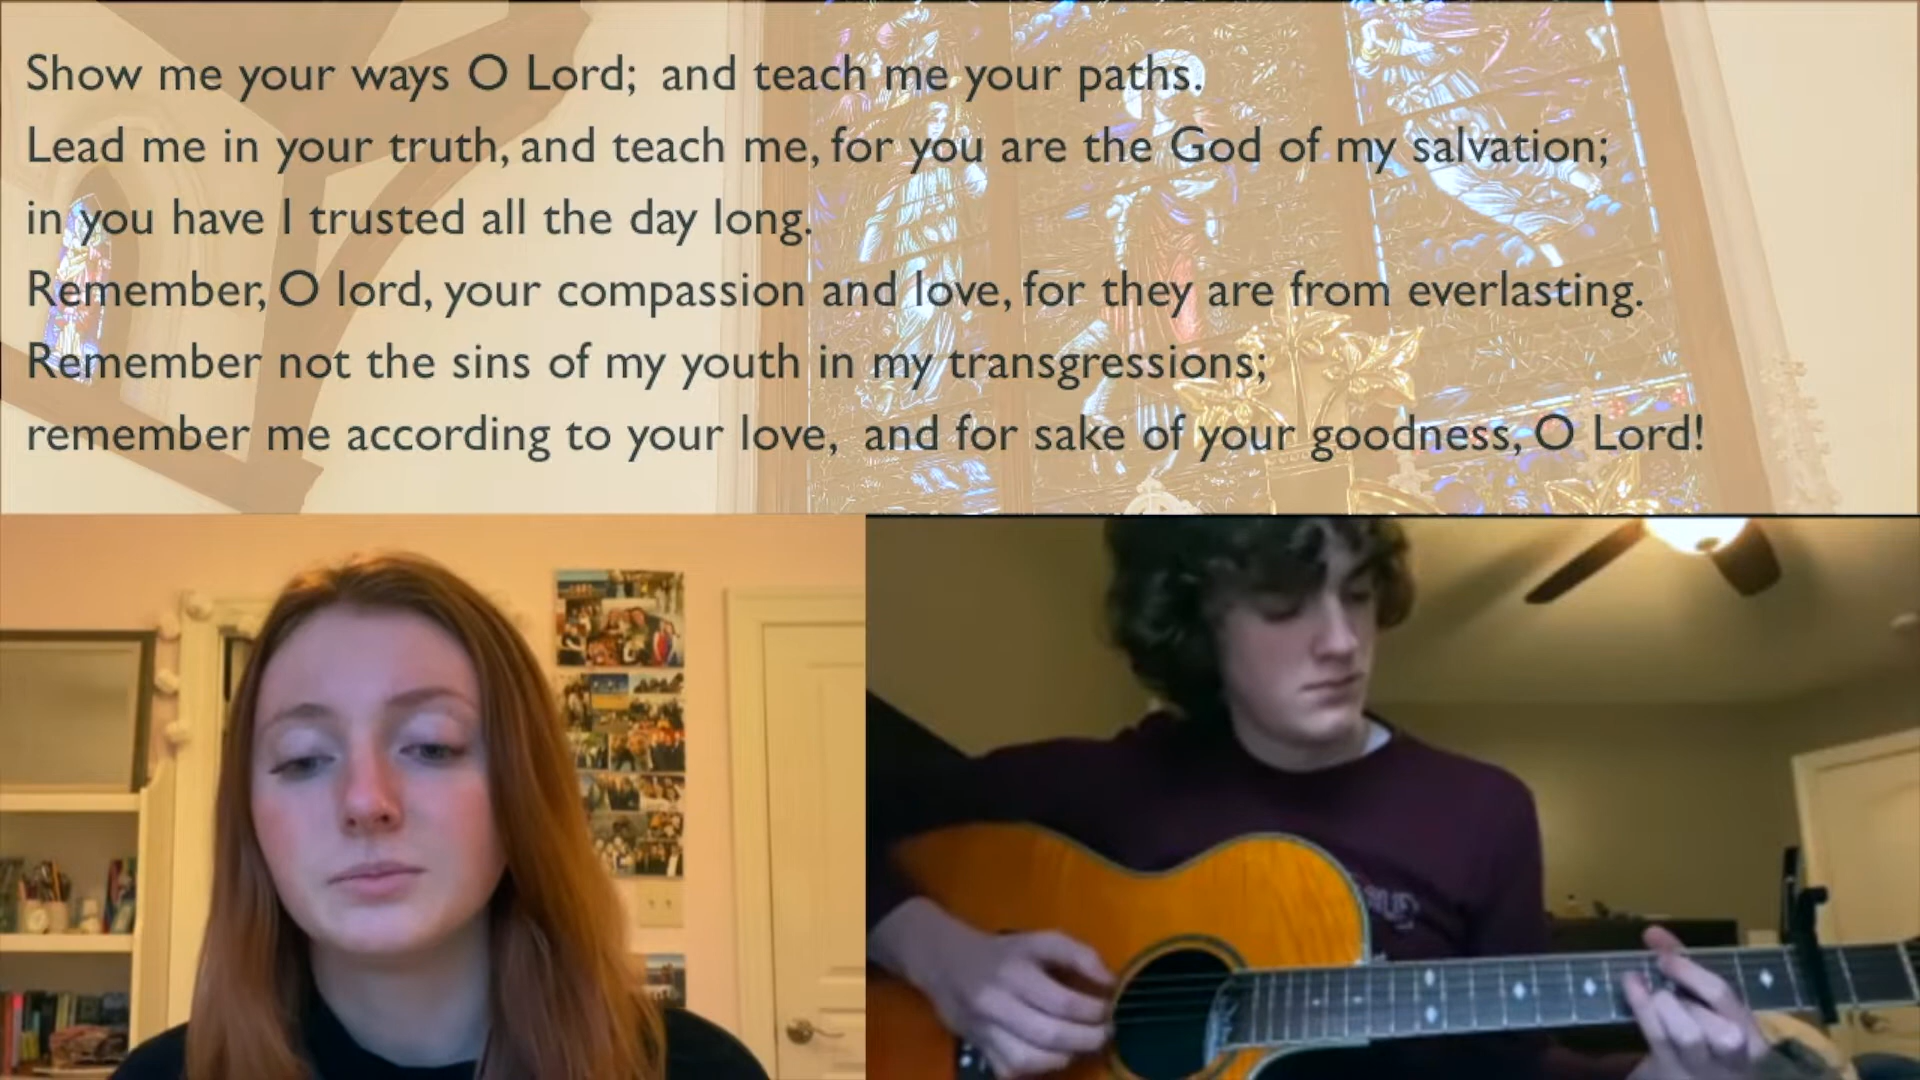 Show me your ways O Lord; and teach me your paths.
Lead me in your truth, and teach me, for you are the God of my salvation;
in you have I trusted all the day long.
Remember, O lord, your compassion and love, for they are from everlasting.
Remember not the sins of my youth in my transgressions;
remember me according to your love, and for sake of your goodness, O Lord!